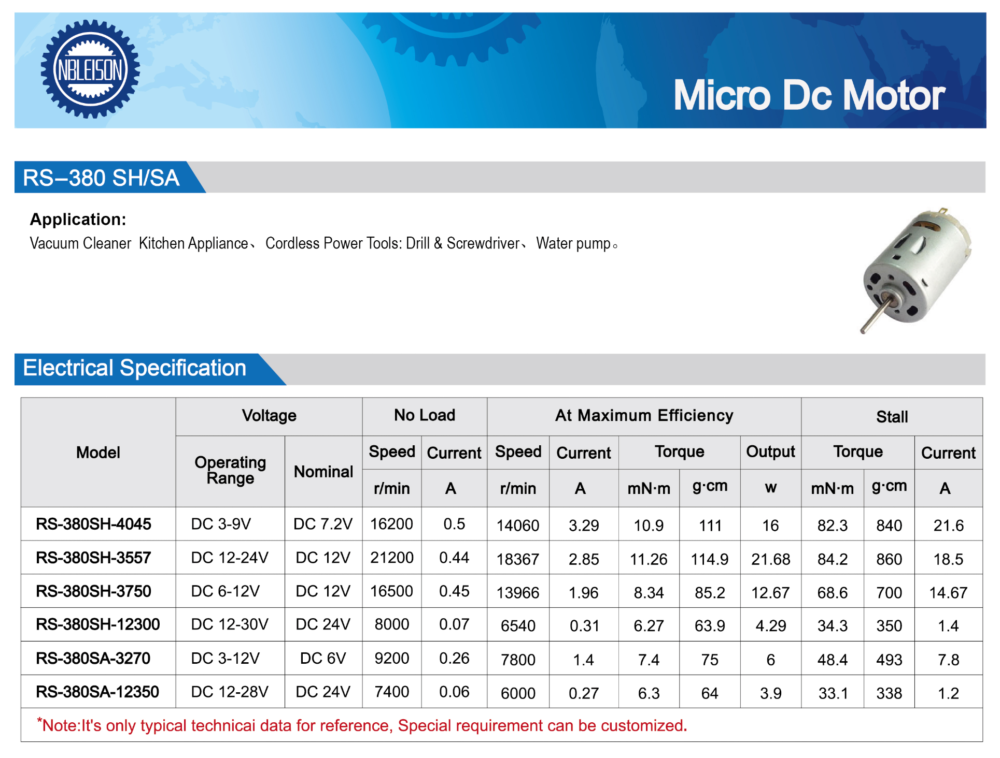 NBLEISON
Micro Dc Motor
RS-380 SH/SA
Application:
Vacuum Cleaner  Kitchen Appliance、 Cordless Power Tools: Drill & Screwdriver、 Water pump。
Electrical Specification
Model Voltage No Load At Maximum Efficiency Stall
Operating Range Nominal Speed Current Speed Current Torque Output Torque Current
r/min A r/min A mN·m g·cm w mN·m g·cm A
RS-380SH-4045 DC 3-9V DC 7.2V 16200 0.5 14060 3.29 10.9 111 16 82.3 840 21.6
RS-380SH-3557 DC 12-24V DC 12V 21200 0.44 18367 2.85 11.26 114.9 21.68 84.2 860 18.5
RS-380SH-3750 DC 6-12V DC 12V 16500 0.45 13966 1.96 8.34 85.2 12.67 68.6 700 14.67
RS-380SH-12300 DC 12-30V DC 24V 8000 0.07 6540 0.31 6.27 63.9 4.29 34.3 350 1.4
RS-380SA-3270 DC 3-12V DC 6V 9200 0.26 7800 1.4 7.4 75 6 48.4 493 7.8
RS-380SA-12350 DC 12-28V DC 24V 7400 0.06 6000 0.27 6.3 64 3.9 33.1 338 1.2
*Note:It's only typical technicai data for reference, Special requirement can be customized.